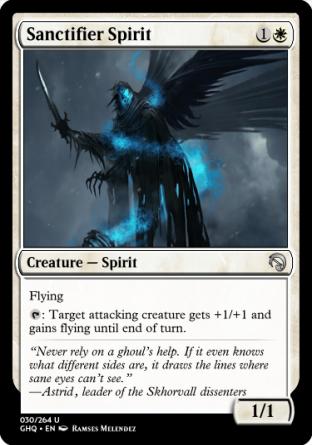 Sanctifier Spirit 1
Creature — Spirit
Flying
: Target attacking creature gets +1/+1 and
gains flying until end of turn.
"Never rely on a ghoul's help. If it even knows
what different sides are, it draws the lines where
sane eyes can't see."
—Astrid, leader of the Skhorvall dissenters
1/1
030/264 U
GHQ • EN Ramses Melendez